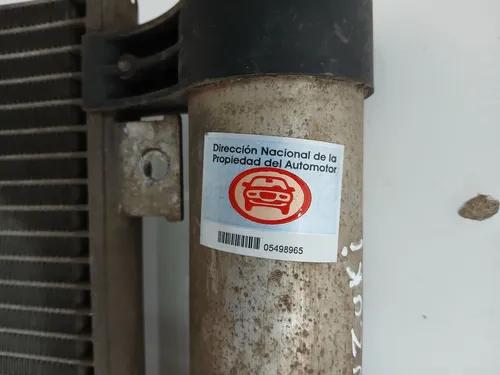 Dirección Nacional de la
Propiedad del Automotor
05498965